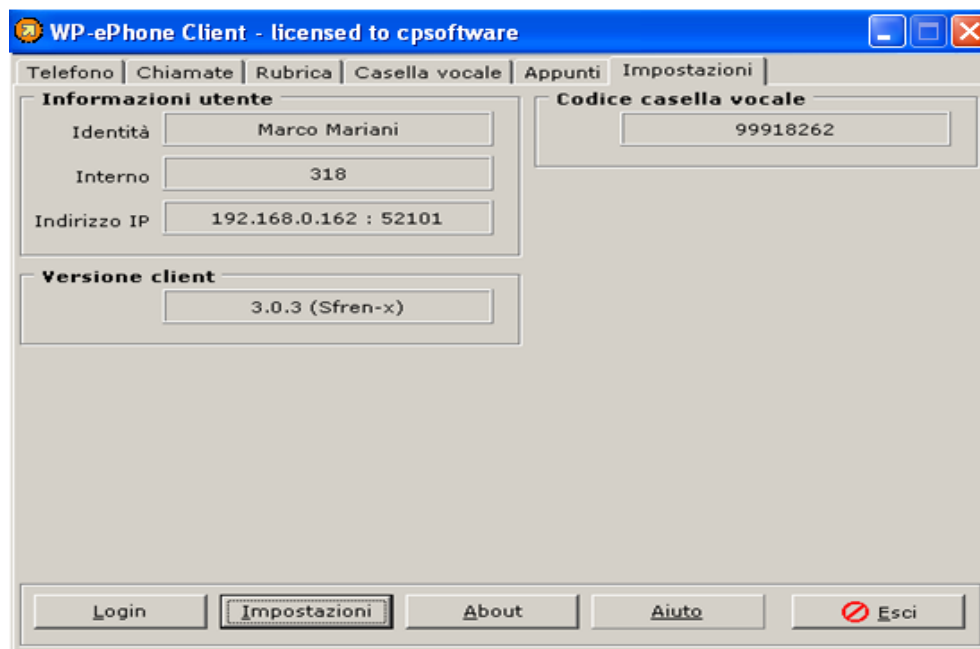 WP-ePhone Client - licensed to cpsoftware
Telefono Chiamate Rubrica Casella vocale Appunti Impostazioni
Informazioni utente
Identità Marco Mariani
Interno 318
Indirizzo IP 192.168.0.162 : 52101
Codice casella vocale
99918262
Versione client
3.0.3 (Sfren-x)
Login Impostazioni About Aiuto Esci